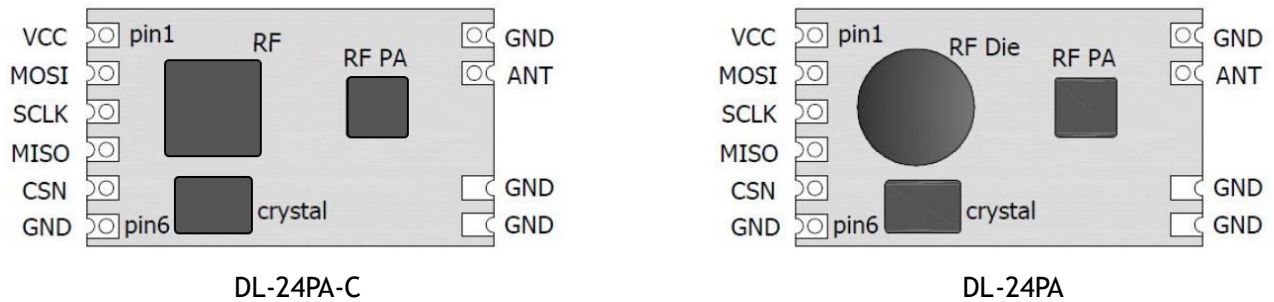 VCC
pin1
RF
RF PA
GND
MOSI
ANT
SCLK
MISO
CSN
GND
crystal
GND
pin6
GND
DL-24PA-C
VCC
pin1
RF Die
RF PA
GND
MOSI
ANT
SCLK
MISO
CSN
GND
crystal
GND
pin6
GND
DL-24PA